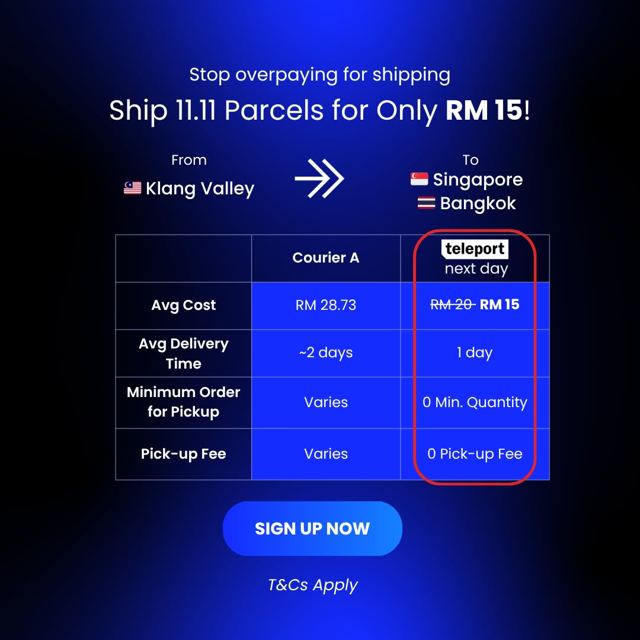 Stop overpaying for shipping
Ship 11.11 Parcels for Only RM 15!
From
To
Klang Valley
Singapore
Bangkok
Courier A
teleport
next day
Avg Cost
RM 28.73
RM 20 RM 15
Avg Delivery
Time
~2 days
1 day
Minimum Order
for Pickup
Varies
0 Min. Quantity
Pick-up Fee
Varies
0 Pick-up Fee
SIGN UP NOW
T&Cs Apply